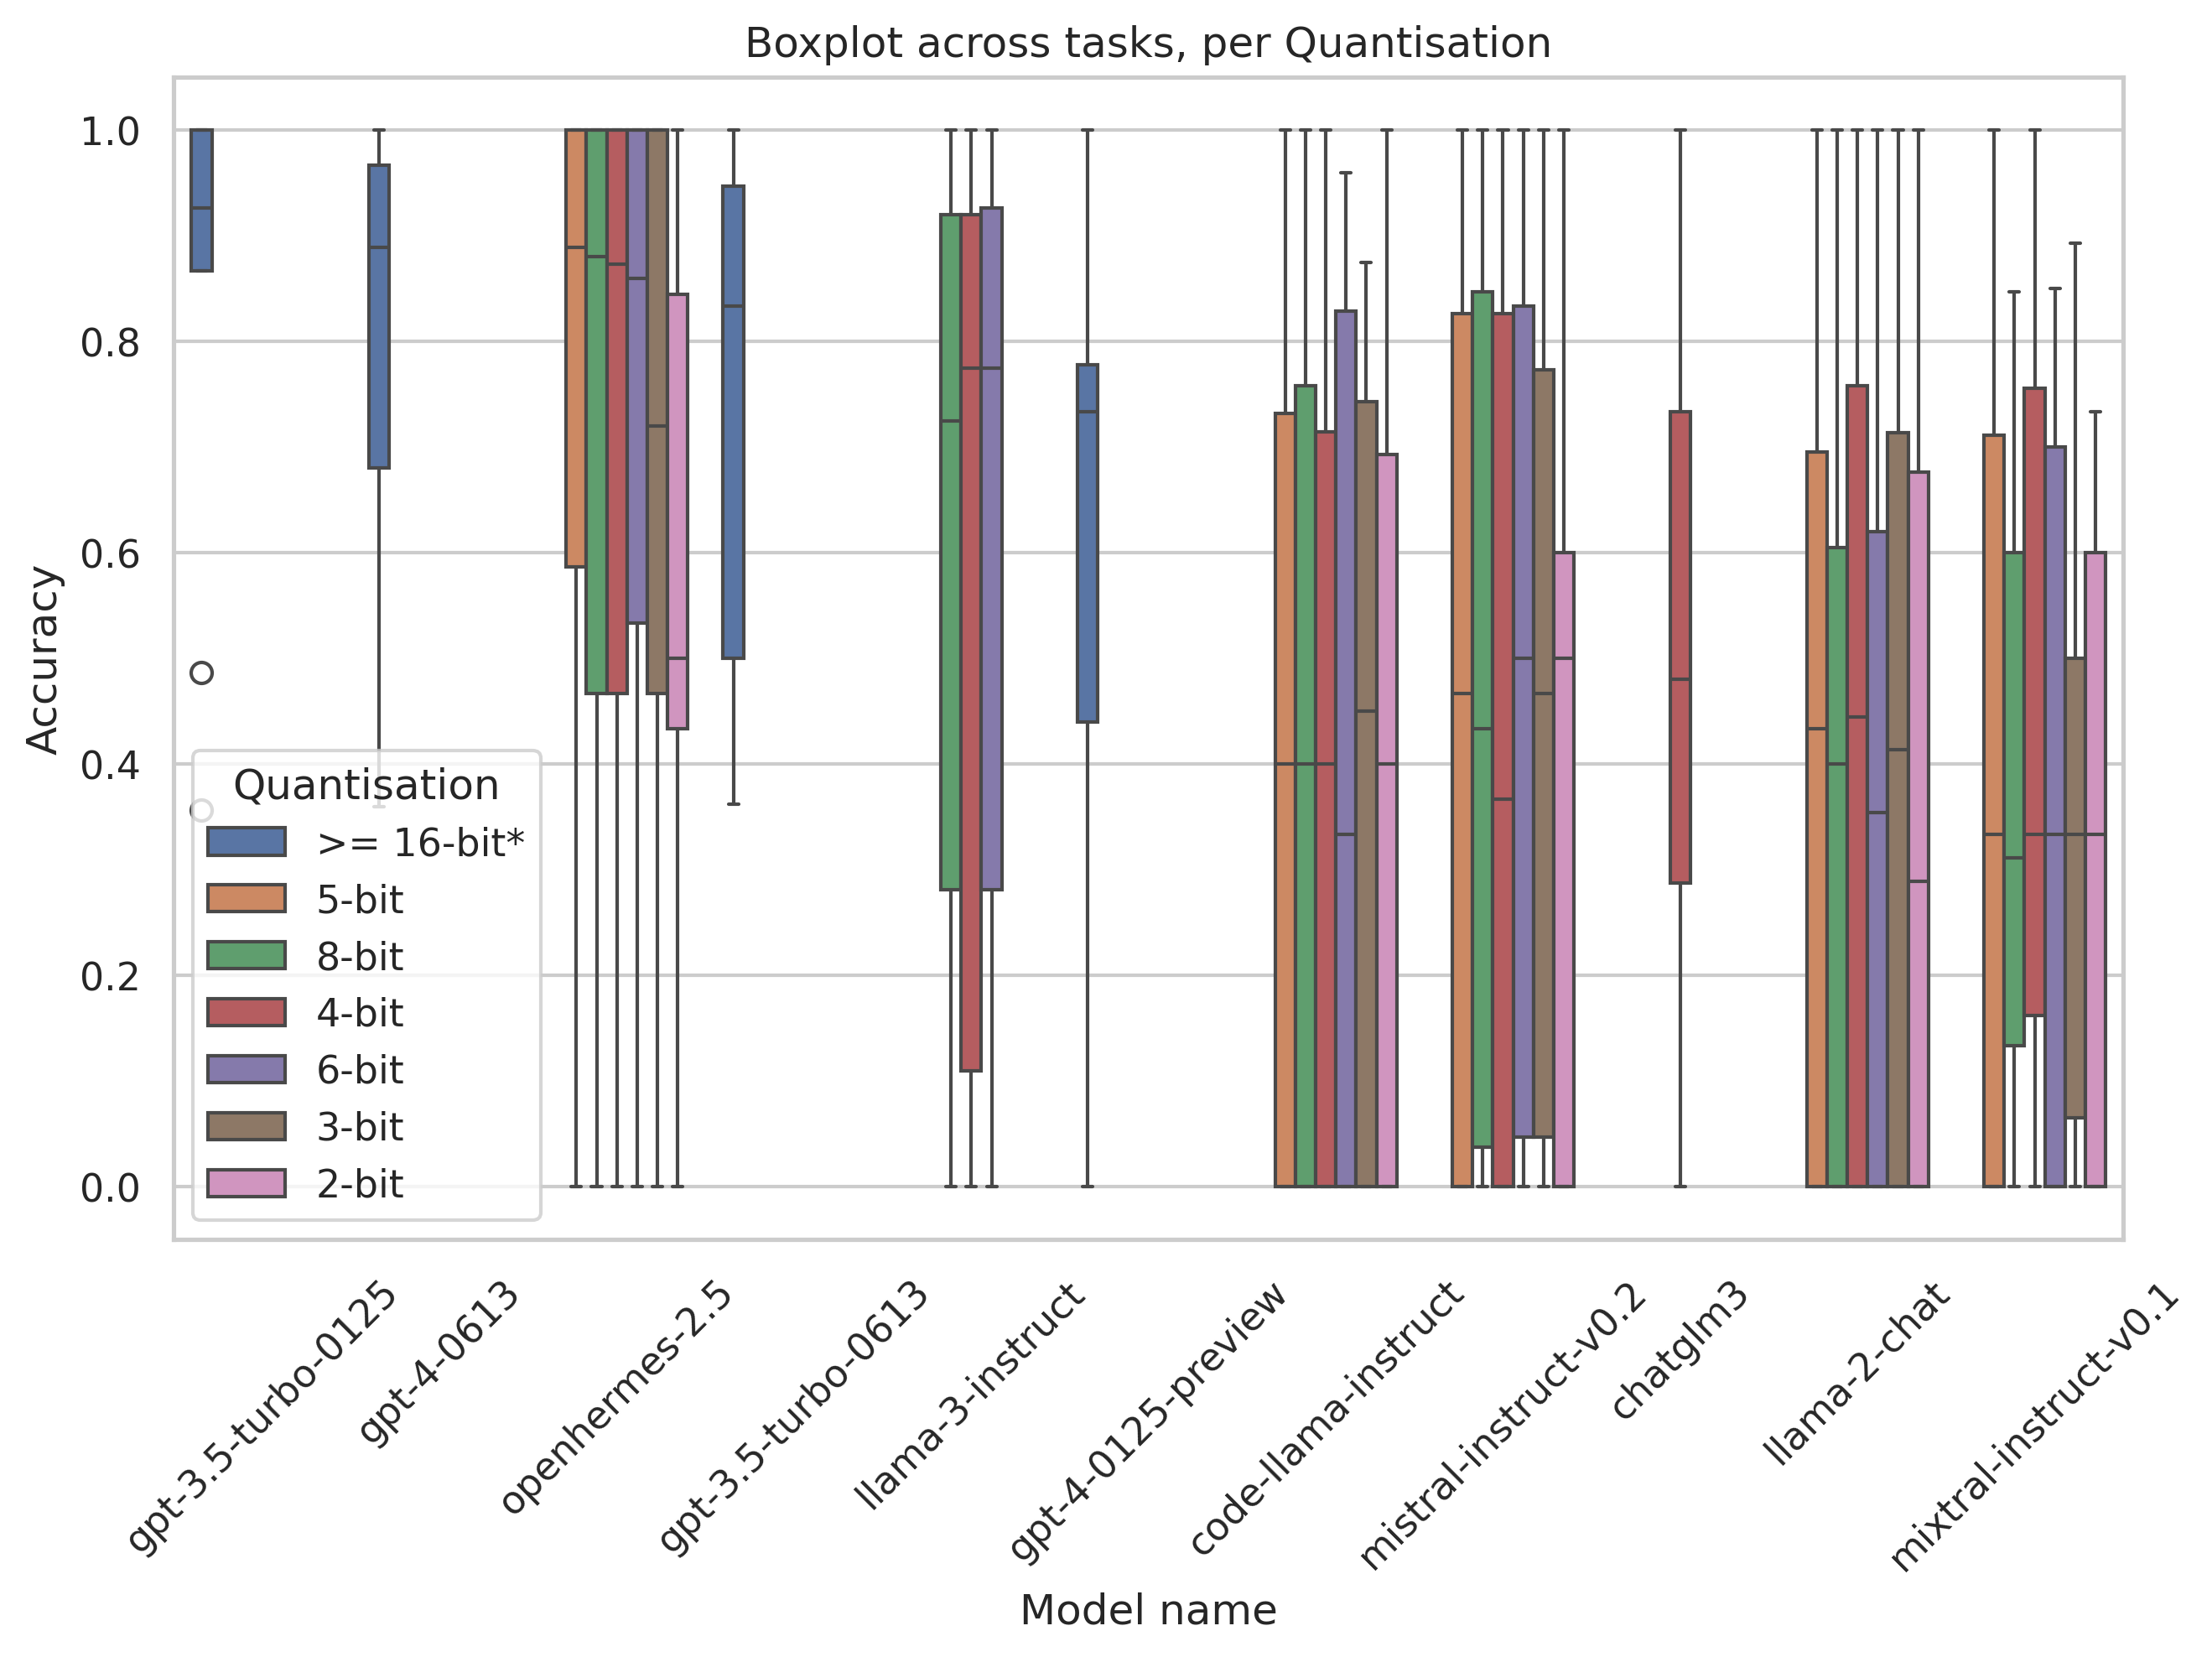 Boxplot across tasks, per Quantisation
Accuracy
1.0
0.8
0.6
0.4
0.2
0.0
Quantisation
>= 16-bit*
5-bit
8-bit
4-bit
6-bit
3-bit
2-bit
gpt-3.5-turbo-0125
gpt-4-0613
openhermes-2.5
gpt-3.5-turbo-0613
llama-3-instruct
gpt-4-0125-preview
code-llama-instruct
mistral-instruct-v0.2
chatglm3
llama-2-chat
mixtral-instruct-v0.1
Model name